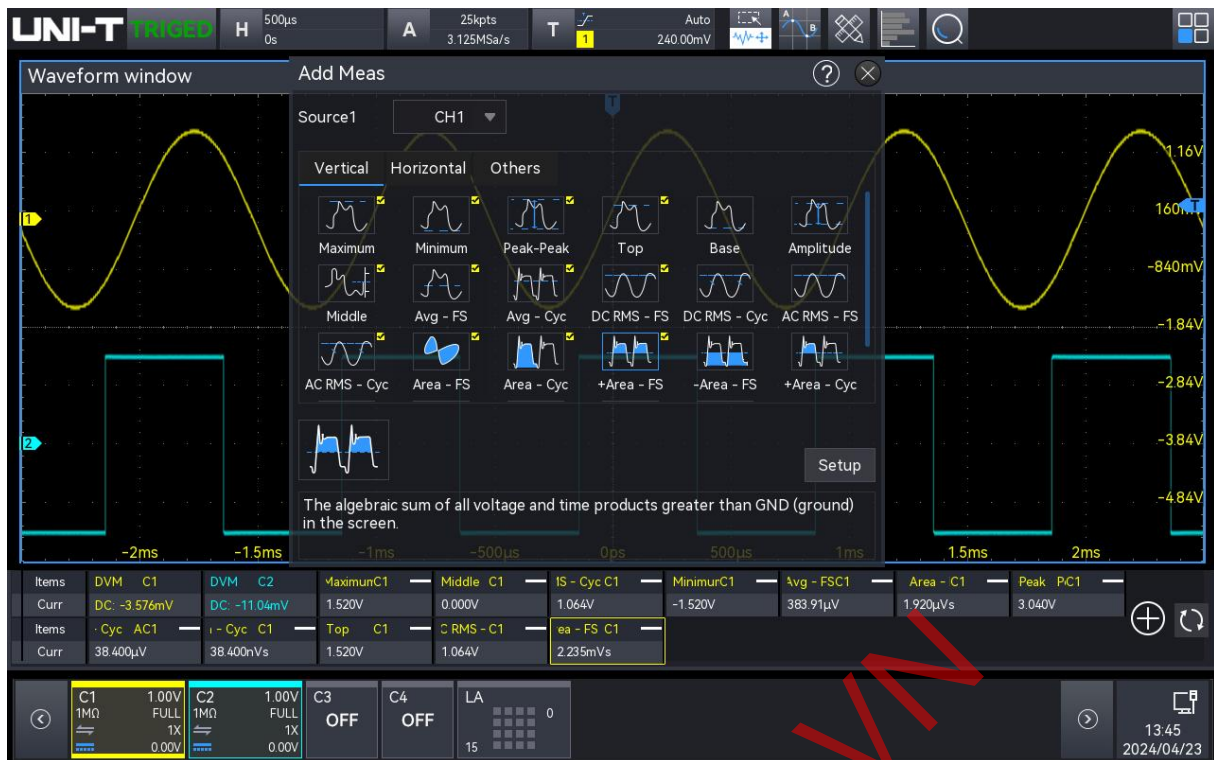 UNI-T TRIGED H 500μs 0s A 25kpts 3.125MSa/s T 1 Auto 240.00mV A B
Waveform window
Add Meas ?
Source1 CH1
Vertical Horizontal Others
Maximum Minimum Peak-Peak Top Base Amplitude
Middle Avg - FS Avg - Cyc DC RMS - FS DC RMS - Cyc AC RMS - FS
AC RMS - Cyc Area - FS Area - Cyc +Area - FS -Area - FS +Area - Cyc
Setup
The algebraic sum of all voltage and time products greater than GND (ground)
in the screen.
T
1.16V
1 T
-840mV
-1.84V
-2.84V
2 -3.84V
-4.84V
-2ms -1.5ms -1ms -500μs 0ps 500μs 1ms 1.5ms 2ms
Items DVM C1 DVM C2 MaximunC1 Middle C1 1S - Cyc C1 MinimurC1 Avg - FSC1 Area - C1 Peak PC1
Curr DC: -3.576mV DC: -11.04mV 1.520V 0.000V 1.064V -1.520V 383.91μV 1.920μVs 3.040V
Items Cyc AC1 - Cyc C1 Top C1 RMS - C1 ea - FS C1
Curr 38.400μV 38.400nVs 1.520V 1.064V 2.235mVs
C1 1.00V C2 1.00V C3 C4 LA
1MΩ FULL 1MΩ FULL OFF OFF 0
1X 1X
0.00V 0.00V 15
13:45
2024/04/23
VN